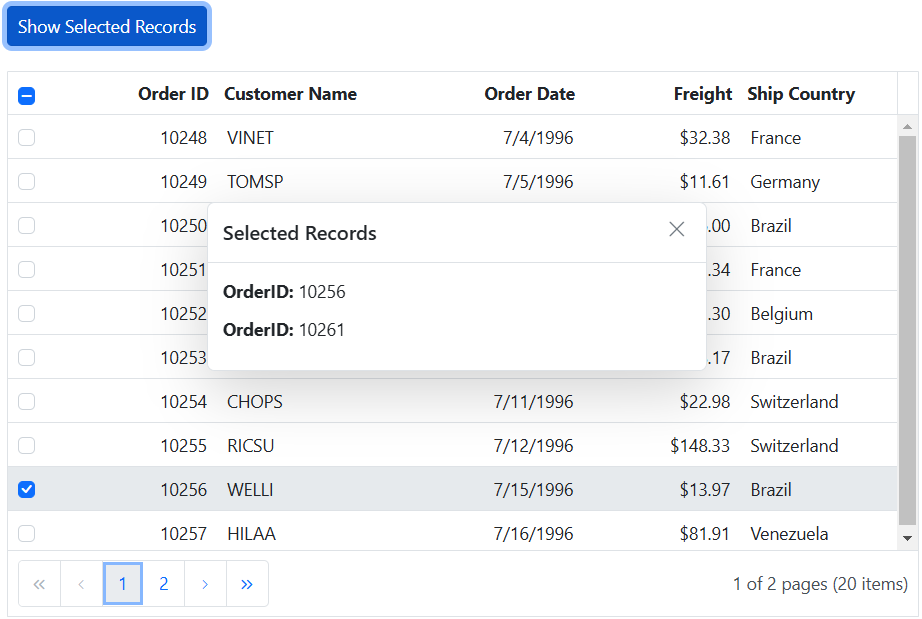 Show Selected Records
Order ID Customer Name Order Date Freight Ship Country
10248 VINET 7/4/1996 $32.38 France
10249 TOMSP 7/5/1996 $11.61 Germany
10250 .00 Brazil
Selected Records
10251 .34 France
OrderID: 10256
10252 .30 Belgium
OrderID: 10261
10253 .17 Brazil
10254 CHOPS 7/11/1996 $22.98 Switzerland
10255 RICSU 7/12/1996 $148.33 Switzerland
10256 WELLI 7/15/1996 $13.97 Brazil
10257 HILAA 7/16/1996 $81.91 Venezuela
1 2 1 of 2 pages (20 items)